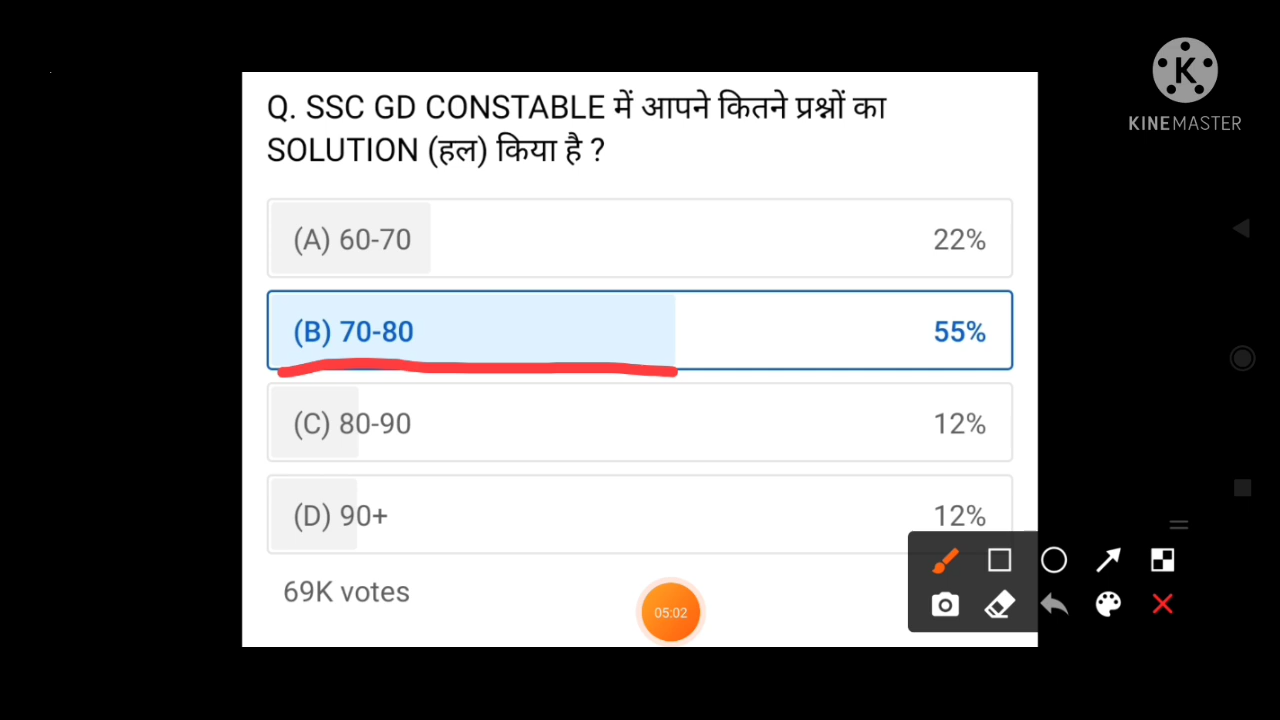 Q. SSC GD CONSTABLE में आपने कितने प्रश्नों का
SOLUTION (हल) किया है ?
(A) 60-70 22%
(B) 70-80 55%
(C) 80-90 12%
(D) 90+ 12%
69K votes
05:02
K
KINEMASTER